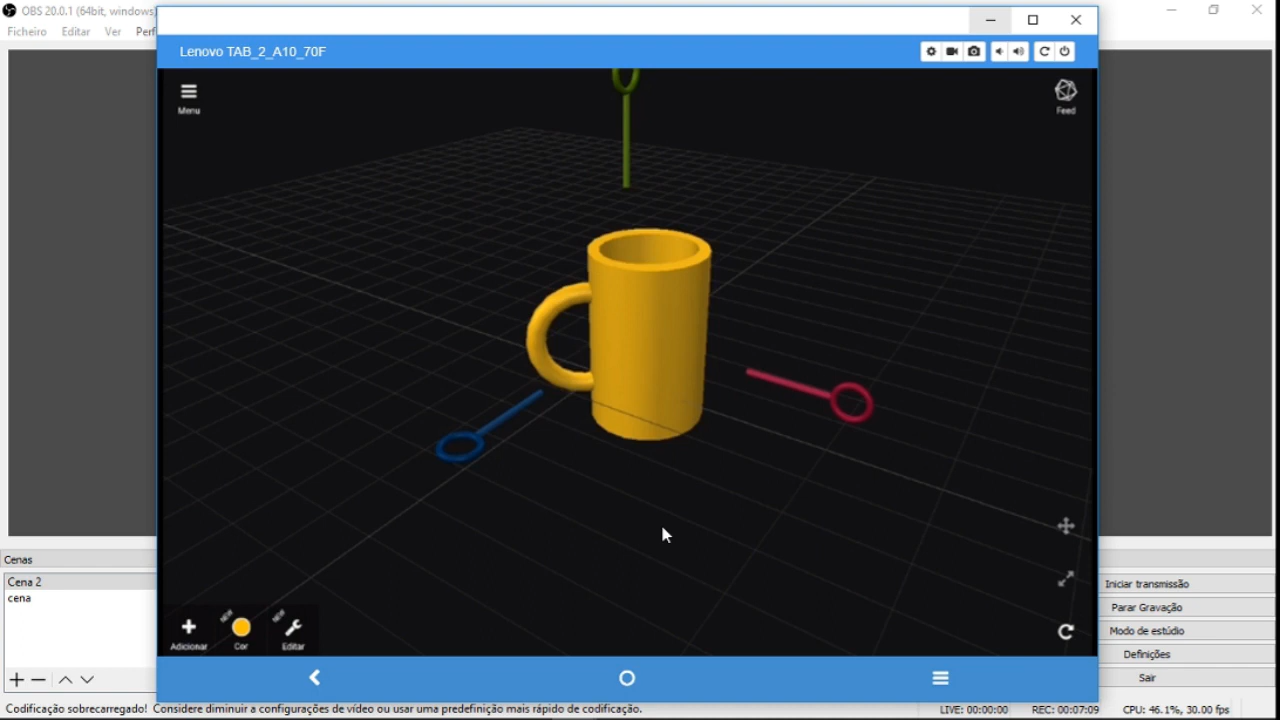 OBS 20.0.1 (64bit, windows)
Ficheiro Editar Ver Perf
Lenovo TAB_2_A10_70F
Menu
Feed
NEW NEW
Adicionar Cor Editar
Cenas
Cena 2
cena
Iniciar transmissão
Parar Gravação
Modo de estúdio
Definições
Sair
Codificação sobrecarregado! Considere diminuir a configurações de vídeo ou usar uma predefinição mais rápido de codificação.
LIVE: 00:00:00 REC: 00:07:09 CPU: 46.1%, 30.00 fps